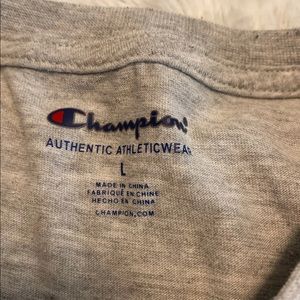 Champion
AUTHENTIC ATHLETICWEAR
L
MADE IN CHINA
FABRIQUÉ EN CHINE
HECHO EN CHINA
CHAMPION.COM